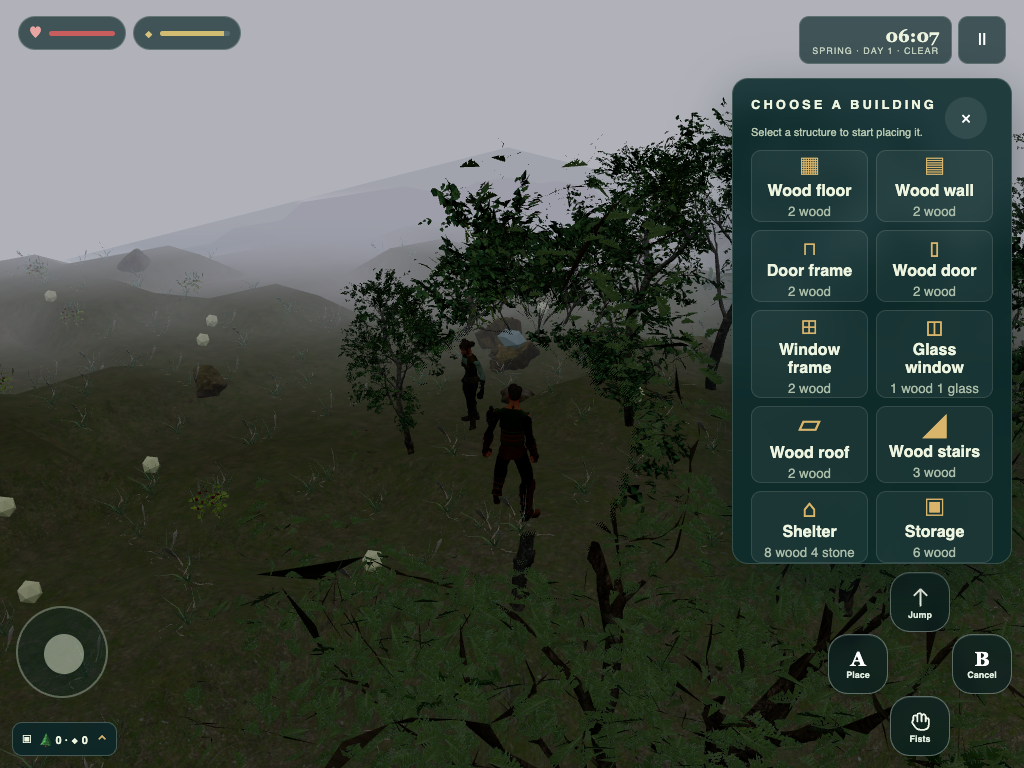 06:07
SPRING · DAY 1 · CLEAR
CHOOSE A BUILDING
Select a structure to start placing it.
Wood floor
2 wood
Wood wall
2 wood
Door frame
2 wood
Wood door
2 wood
Window
frame
2 wood
Glass
window
1 wood 1 glass
Wood roof
2 wood
Wood stairs
3 wood
Shelter
8 wood 4 stone
Storage
6 wood
Jump
A
Place
B
Cancel
Fists
0 · ◆ 0